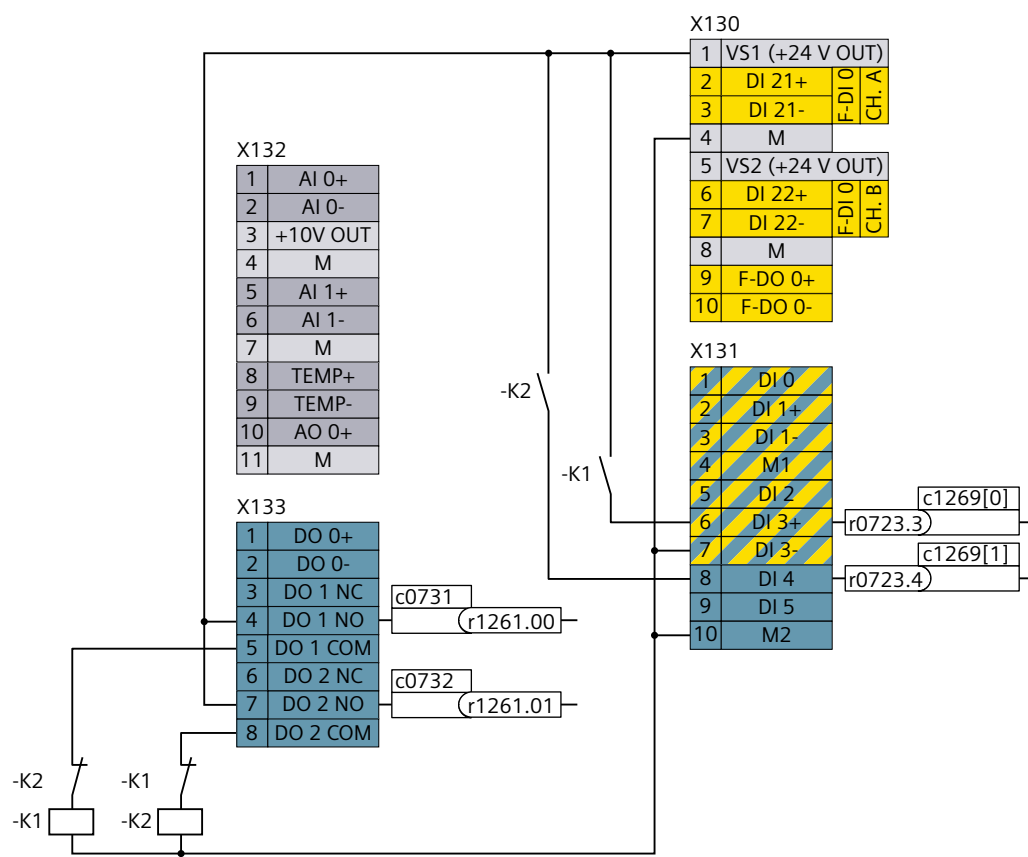 X130
1 VS1 (+24 V OUT)
2 DI 21+
3 DI 21-
F-DI 0
CH. A
4 M
5 VS2 (+24 V OUT)
6 DI 22+
7 DI 22-
F-DI 0
CH. B
8 M
9 F-DO 0+
10 F-DO 0-
X132
1 AI 0+
2 AI 0-
3 +10V OUT
4 M
5 AI 1+
6 AI 1-
7 M
8 TEMP+
9 TEMP-
10 AO 0+
11 M
-K2
-K1
X131
1 DI 0
2 DI 1+
3 DI 1-
4 M1
5 DI 2
6 DI 3+
7 DI 3-
8 DI 4
9 DI 5
10 M2
c1269[0]
r0723.3
c1269[1]
r0723.4
X133
1 DO 0+
2 DO 0-
3 DO 1 NC
4 DO 1 NO
5 DO 1 COM
6 DO 2 NC
7 DO 2 NO
8 DO 2 COM
c0731
r1261.00
c0732
r1261.01
-K2
-K1
-K1
-K2